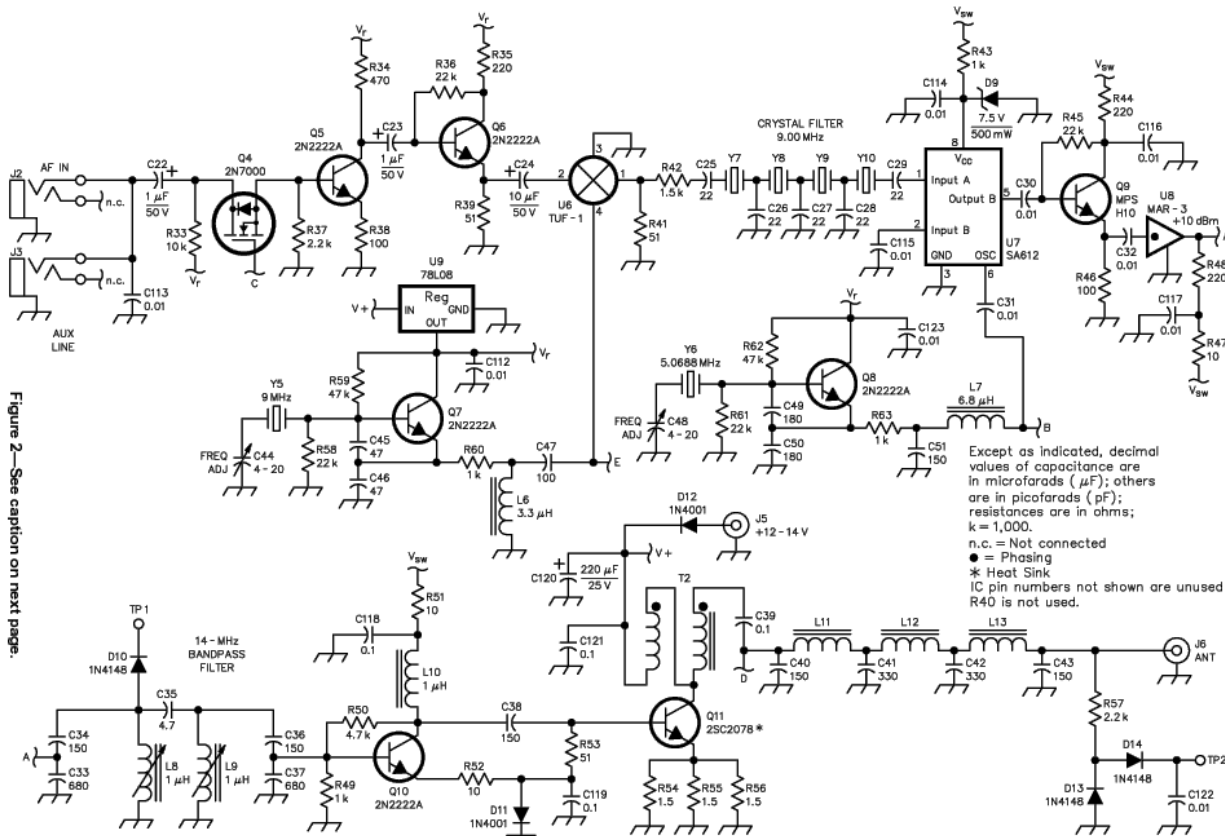 J2
AF IN
n.c.
J3
n.c.
AUX
LINE
C113
0.01
C22
+
1 μF
50 V
R33
10 k
Vr
Q4
2N7000
C
R37
2.2 k
Q5
2N2222A
Vr
R34
470
R38
100
+
C23
1 μF
50 V
R36
22 k
Vr
R35
220
Q6
2N2222A
R39
51
+
C24
10 μF
50 V
2
3
1
4
U6
TUF-1
R41
51
R42
1.5 k
C25
22
CRYSTAL FILTER
9.00 MHz
Y7
Y8
Y9
Y10
C26
22
C27
22
C28
22
C29
22
Vsw
R43
1 k
C114
0.01
D9
7.5 V
500 mW
8
Vcc
1
Input A
Output B
5
2
Input B
GND
OSC
3
6
U7
SA612
C115
0.01
C30
0.01
R45
22 k
Vsw
R44
220
C116
0.01
Q9
MPS
H10
U8
MAR-3
+10 dBm
C32
0.01
R46
100
R48
220
C117
0.01
R47
10
Vsw
C31
0.01
U9
78L08
V+
Reg
IN
GND
OUT
Vr
C112
0.01
R59
47 k
Y5
9 MHz
FREQ
ADJ
C44
4-20
R58
22 k
C45
47
C46
47
Q7
2N2222A
R60
1 k
C47
100
L6
3.3 μH
E
Vr
C123
0.01
R62
47 k
Y6
5.0688 MHz
FREQ
ADJ
C48
4-20
R61
22 k
C49
180
C50
180
Q8
2N2222A
R63
1 k
C51
150
L7
6.8 μH
B
Except as indicated, decimal
values of capacitance are
in microfarads ( μF); others
are in picofarads ( pF);
resistances are in ohms;
k = 1,000.
n.c. = Not connected
● = Phasing
* Heat Sink
IC pin numbers not shown are unused
R40 is not used.
D12
1N4001
J5
+12-14 V
V+
+
C120
220 μF
25 V
C121
0.1
T2
C39
0.1
D
C40
150
L11
C41
330
L12
C42
330
L13
C43
150
J6
ANT
R57
2.2 k
D14
1N4148
TP2
D13
1N4148
C122
0.01
TP1
14-MHz
BANDPASS
FILTER
D10
1N4148
C35
4.7
C34
150
A
C33
680
L8
1 μH
L9
1 μH
C36
150
C37
680
R49
1 k
R50
4.7 k
Vsw
R51
10
C118
0.1
L10
1 μH
Q10
2N2222A
C38
150
R52
10
D11
1N4001
R53
51
C119
0.1
Q11
2SC2078 *
R54
1.5
R55
1.5
R56
1.5
Figure 2—See caption on next page.